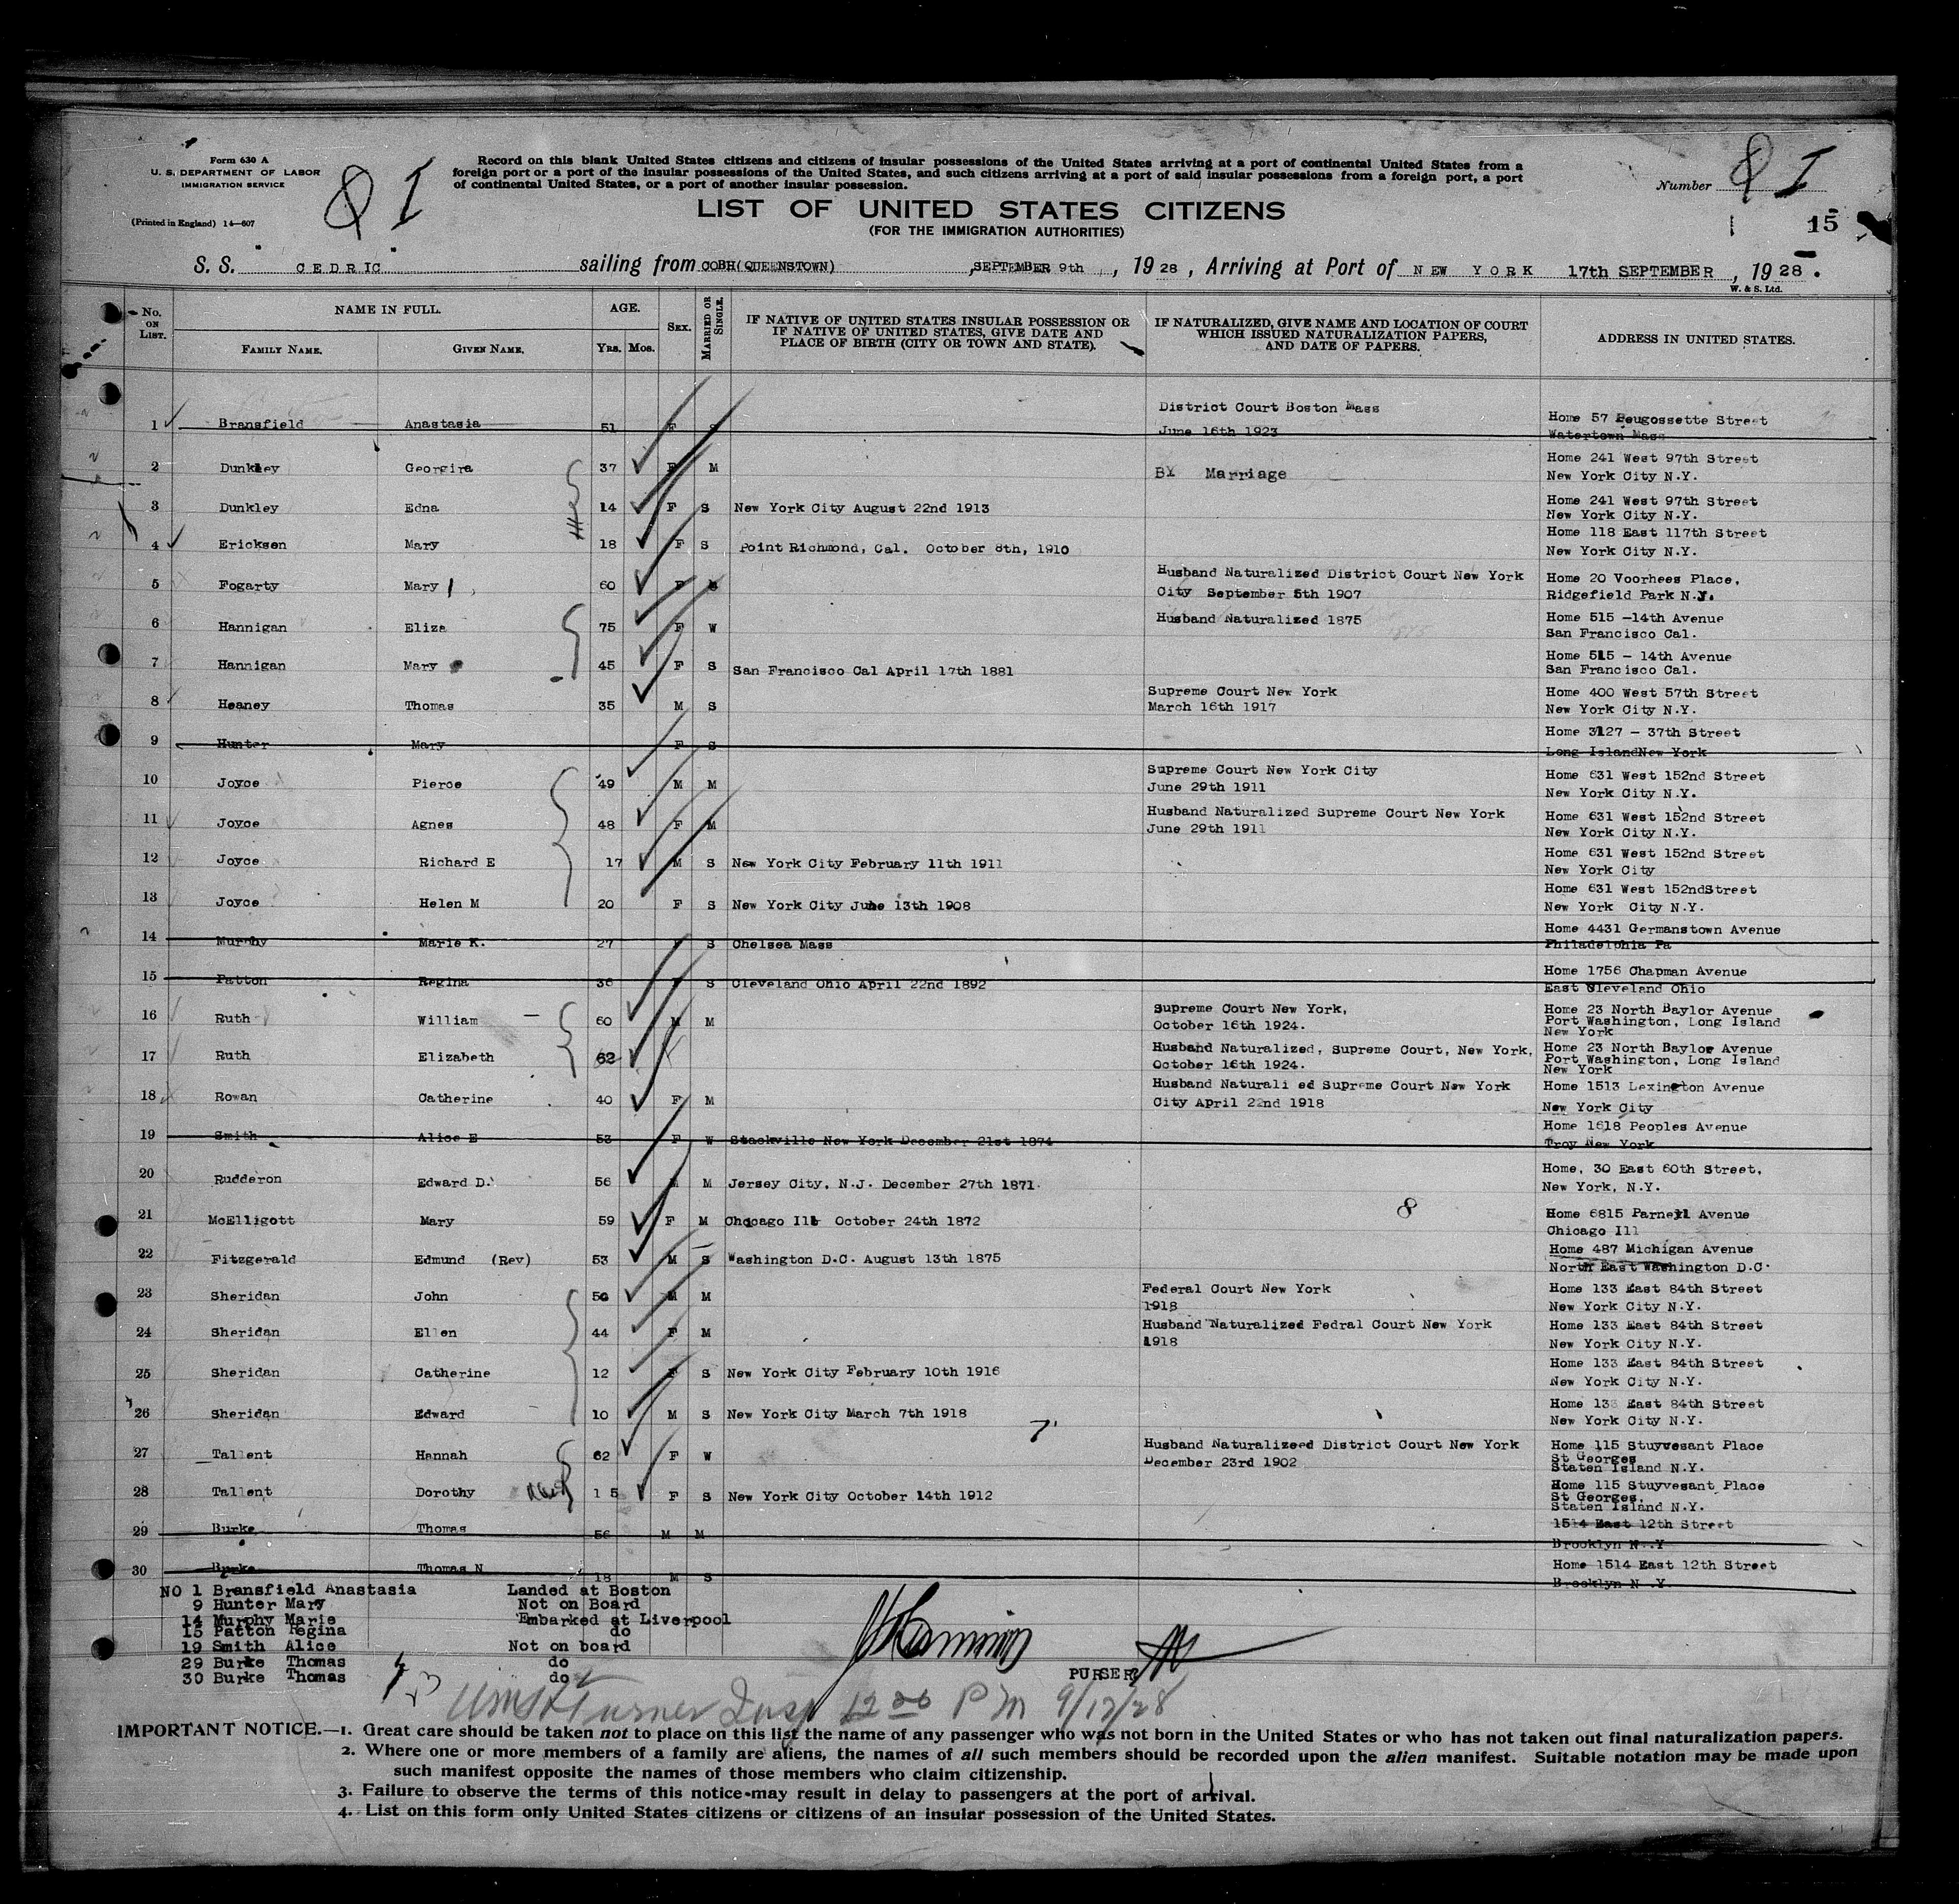 Form 630 A
U. S. DEPARTMENT OF LABOR
IMMIGRATION SERVICE
(Printed in England) 14—607
Q I
Record on this blank United States citizens and citizens of insular possessions of the United States arriving at a port of continental United States from a
foreign port or a port of the insular possessions of the United States, and such citizens arriving at a port of said insular possessions from a foreign port, a port
of continental United States, or a port of another insular possession.
Number Q I
15
LIST OF UNITED STATES CITIZENS
(FOR THE IMMIGRATION AUTHORITIES)
S. S. CEDRIC sailing from COBH(QUEENSTOWN) ,SEPTEMBER 9th , 19 28 , Arriving at Port of NEW YORK 17th SEPTEMBER , 19 28 .
W. & S. Ltd.
No. ON LIST. NAME IN FULL. FAMILY NAME. GIVEN NAME. AGE. Yrs. Mos. SEX. MARRIED OR SINGLE. IF NATIVE OF UNITED STATES INSULAR POSSESSION OR IF NATIVE OF UNITED STATES, GIVE DATE AND PLACE OF BIRTH (CITY OR TOWN AND STATE). IF NATURALIZED, GIVE NAME AND LOCATION OF COURT WHICH ISSUED NATURALIZATION PAPERS, AND DATE OF PAPERS. ADDRESS IN UNITED STATES.
1 Bransfield Anastasia 51 F S District Court Boston Mass June 16th 1923 Home 57 Peugossette Street Watertown Mass
2 Dunkley Georgira 37 F M BY Marriage Home 241 West 97th Street New York City N.Y.
3 Dunkley Edna 14 F S New York City August 22nd 1913 Home 241 West 97th Street New York City N.Y.
4 Ericksen Mary 18 F S Point Richmond, Cal. October 8th, 1910 Home 118 East 117th Street New York City N.Y.
5 Fogarty Mary 60 F Husband Naturalized District Court New York City September 5th 1907 Home 20 Voorhees Place, Ridgefield Park N.J.
6 Hannigan Eliza 75 F W Husband Naturalized 1875 Home 515 -14th Avenue San Francisco Cal.
7 Hannigan Mary 45 F S San Francisco Cal April 17th 1881 Home 515 - 14th Avenue San Francisco Cal.
8 Heaney Thomas 35 M S Supreme Court New York March 16th 1917 Home 400 West 57th Street New York City N.Y.
9 Hunter Mary F S Home 3127 - 37th Street Long IslandNew York
10 Joyce Pierce 49 M M Supreme Court New York City June 29th 1911 Home 631 West 152nd Street New York City N.Y.
11 Joyce Agnes 48 F M Husband Naturalized Supreme Court New York June 29th 1911 Home 631 West 152nd Street New York City N.Y.
12 Joyce Richard E 17 M S New York City February 11th 1911 Home 631 West 152nd Street New York City
13 Joyce Helen M 20 F S New York City June 13th 1908 Home 631 West 152ndStreet New York City N.Y.
14 Murphy Marie K. 27 F S Chelsea Mass Home 4431 Germanstown Avenue Philadelphia Pa
15 Patton Regina 36 F S Cleveland Ohio April 22nd 1892 Home 1756 Chapman Avenue East Cleveland Ohio
16 Ruth William 60 M M Supreme Court New York, October 16th 1924. Home 23 North Baylor Avenue Port Washington, Long Island New York
17 Ruth Elizabeth 62 Husband Naturalized, Supreme Court, New York, October 16th 1924. Home 23 North Baylor Avenue Port Washington, Long Island New York
18 Rowan Catherine 40 F M Husband Naturali ed Supreme Court New York City April 22nd 1918 Home 1513 Lexington Avenue New York City
19 Smith Alice E 53 F W Stackville New York December 21st 1874 Home 1618 Peoples Avenue Troy New York
20 Rudderon Edward D. 56 M Jersey City, N.J. December 27th 1871. Home, 30 East 60th Street, New York, N.Y.
21 McElligott Mary 59 F M Chicago Ill October 24th 1872 8 Home 6815 Parnell Avenue Chicago Ill
22 Fitzgerald Edmund (Rev) 53 M S Washington D.C. August 13th 1875 Home 487 Michigan Avenue North East Washington D.C.
23 Sheridan John 50 M M Federal Court New York 1918 Home 133 East 84th Street New York City N.Y.
24 Sheridan Ellen 44 F M Husband Naturalized Fedral Court New York 1918 Home 133 East 84th Street New York City N.Y.
25 Sheridan Catherine 12 F S New York City February 10th 1916 Home 133 East 84th Street New York City N.Y.
26 Sheridan Edward 10 M S New York City March 7th 1918 Home 133 East 84th Street New York City N.Y.
27 Tallent Hannah 62 F W Husband Naturalizeed District Court New York December 23rd 1902 Home 115 Stuyvesant Place St Georges Staten Island N.Y.
28 Tallent Dorothy 15 F S New York City October 14th 1912 Home 115 Stuyvesant Place St Georges, Staten Island N.Y.
29 Burke Thomas 56 M M 1514 East 12th Street Brooklyn N.Y
30 Burke Thomas N 18 M S Home 1514 East 12th Street Brooklyn N.Y.
NO 1 Bransfield Anastasia Landed at Boston
9 Hunter Mary Not on Board
14 Murphy Marie Embarked at Liverpool
15 Patton Regina do
19 Smith Alice Not on board
29 Burke Thomas do
30 Burke Thomas do
PURSER
Wm H Turner Insp 12 20 PM 9/17/28
IMPORTANT NOTICE.—1. Great care should be taken not to place on this list the name of any passenger who was not born in the United States or who has not taken out final naturalization papers.
2. Where one or more members of a family are aliens, the names of all such members should be recorded upon the alien manifest. Suitable notation may be made upon
such manifest opposite the names of those members who claim citizenship.
3. Failure to observe the terms of this notice may result in delay to passengers at the port of arrival.
4. List on this form only United States citizens or citizens of an insular possession of the United States.